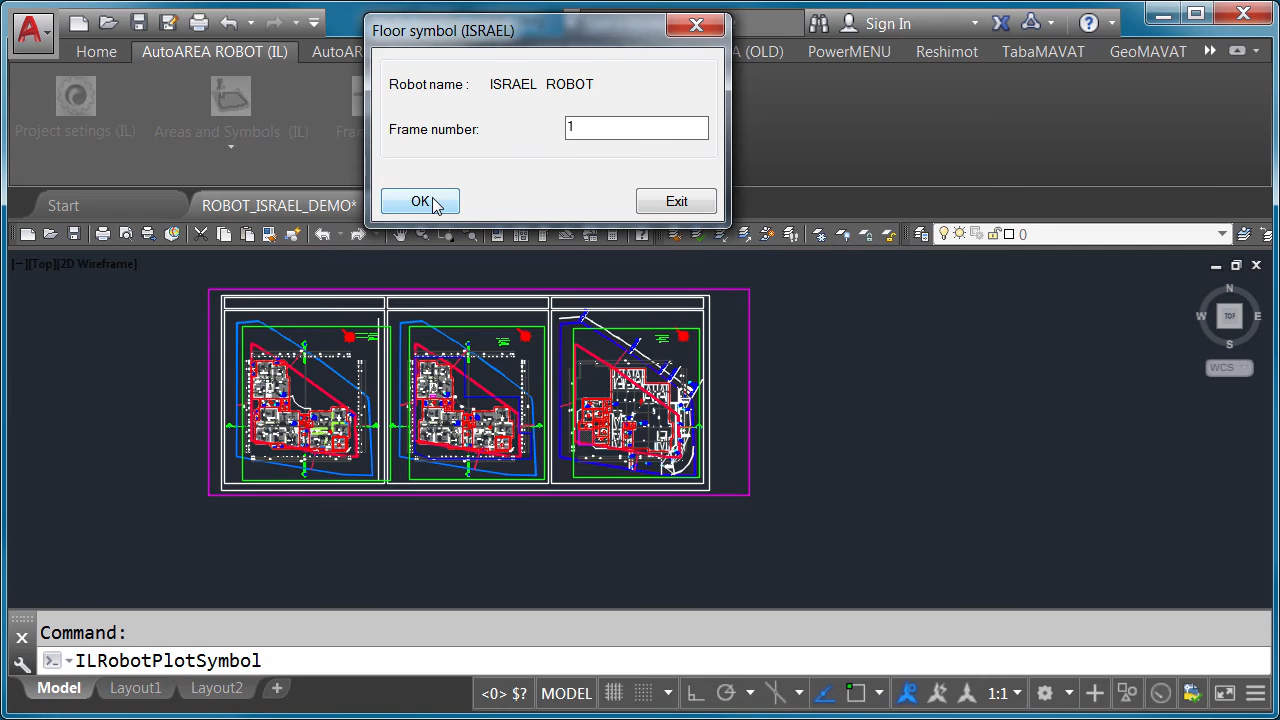 Floor symbol (ISRAEL)
Sign In
Home
AutoAREA ROBOT (IL)
AutoAR
(OLD)
PowerMENU
Reshimot
TabaMAVAT
GeoMAVAT
Robot name :
ISRAEL ROBOT
Frame number:
1
Project setings (IL)
Areas and Symbols (IL)
Fra
OK
Exit
Start
ROBOT_ISRAEL_DEMO*
0
[−][Top][2D Wireframe]
N
W
TOP
E
S
WCS
Command:
ILRobotPlotSymbol
Model
Layout1
Layout2
<0> $?
MODEL
1:1